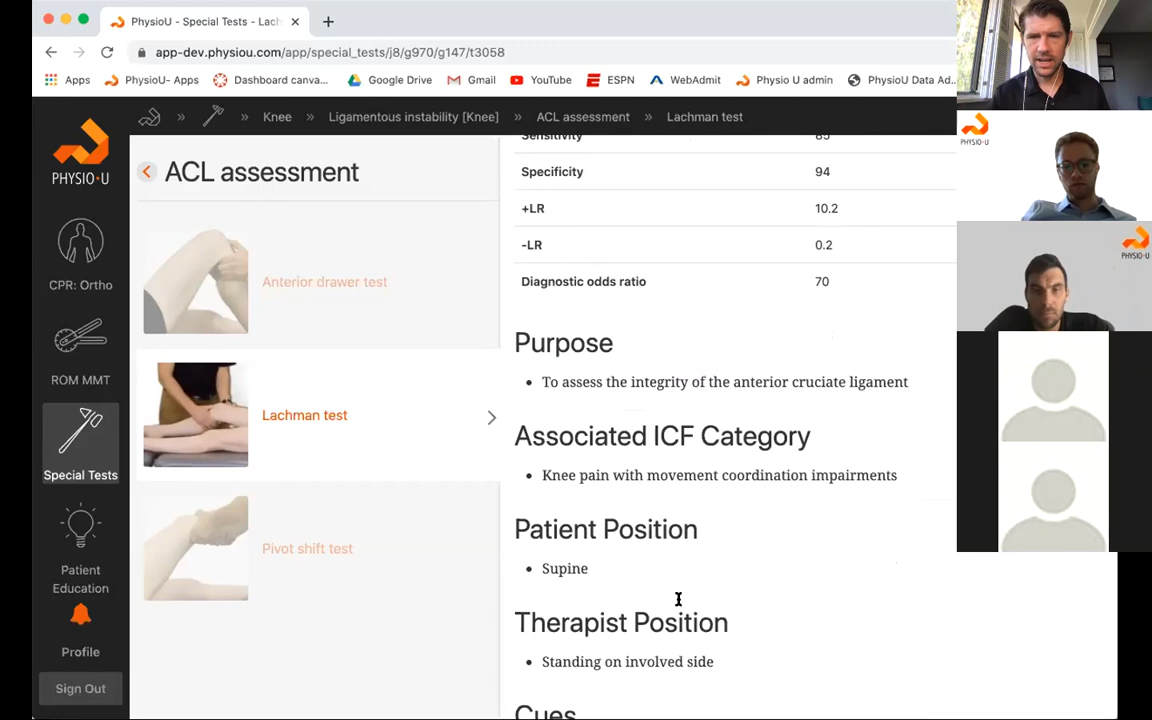 PhysioU - Special Tests - Lach
app-dev.physiou.com/app/special_tests/j8/g970/g147/t3058
Apps
PhysioU- Apps
Dashboard canva...
Google Drive
Gmail
YouTube
ESPN
WebAdmit
Physio U admin
PhysioU Data Ad...
» » Knee » Ligamentous instability [Knee] » ACL assessment » Lachman test
PHYSIO·U
CPR: Ortho
ROM MMT
Special Tests
Patient
Education
Profile
Sign Out
ACL assessment
Anterior drawer test
Lachman test
Pivot shift test
Sensitivity 85
Specificity 94
+LR 10.2
-LR 0.2
Diagnostic odds ratio 70
Purpose
• To assess the integrity of the anterior cruciate ligament
Associated ICF Category
• Knee pain with movement coordination impairments
Patient Position
• Supine
Therapist Position
• Standing on involved side
Cues
PHYSIO·U
PHYSIO·U